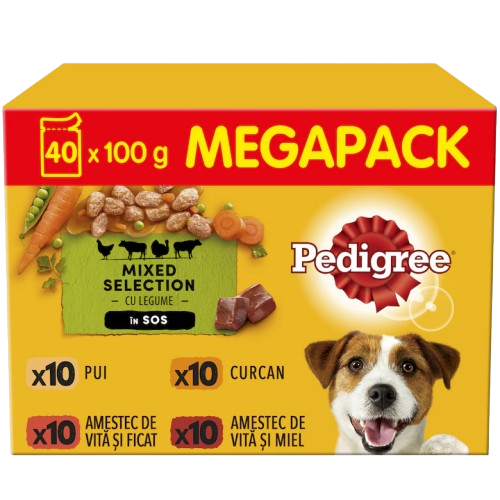 40 x 100 g MEGAPACK
MIXED
SELECTION
- CU LEGUME -
în SOS
Pedigree®
x10 PUI
x10 CURCAN
x10 AMESTEC DE
VITĂ ȘI FICAT
x10 AMESTEC DE
VITĂ ȘI MIEL